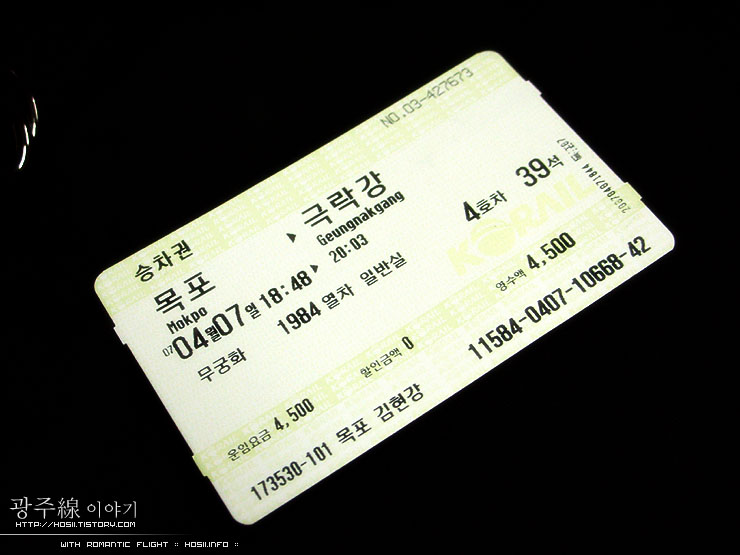 NO.03-427673
승차권
목포 ▶ 극락강
Mokpo Geungnakgang
07 04월 07일 18:48 ▶ 20:03
4호차 39석
무궁화 1984 열차 일반실
KORAIL
운임요금 4,500 할인금액 0 영수액 4,500
173530-101 목포 김현강 11584-0407-10668-42
광주線 이야기
HTTP://HOSII.TISTORY.COM
WITH ROMANTIC FLIGHT :: HOSII.INFO ::